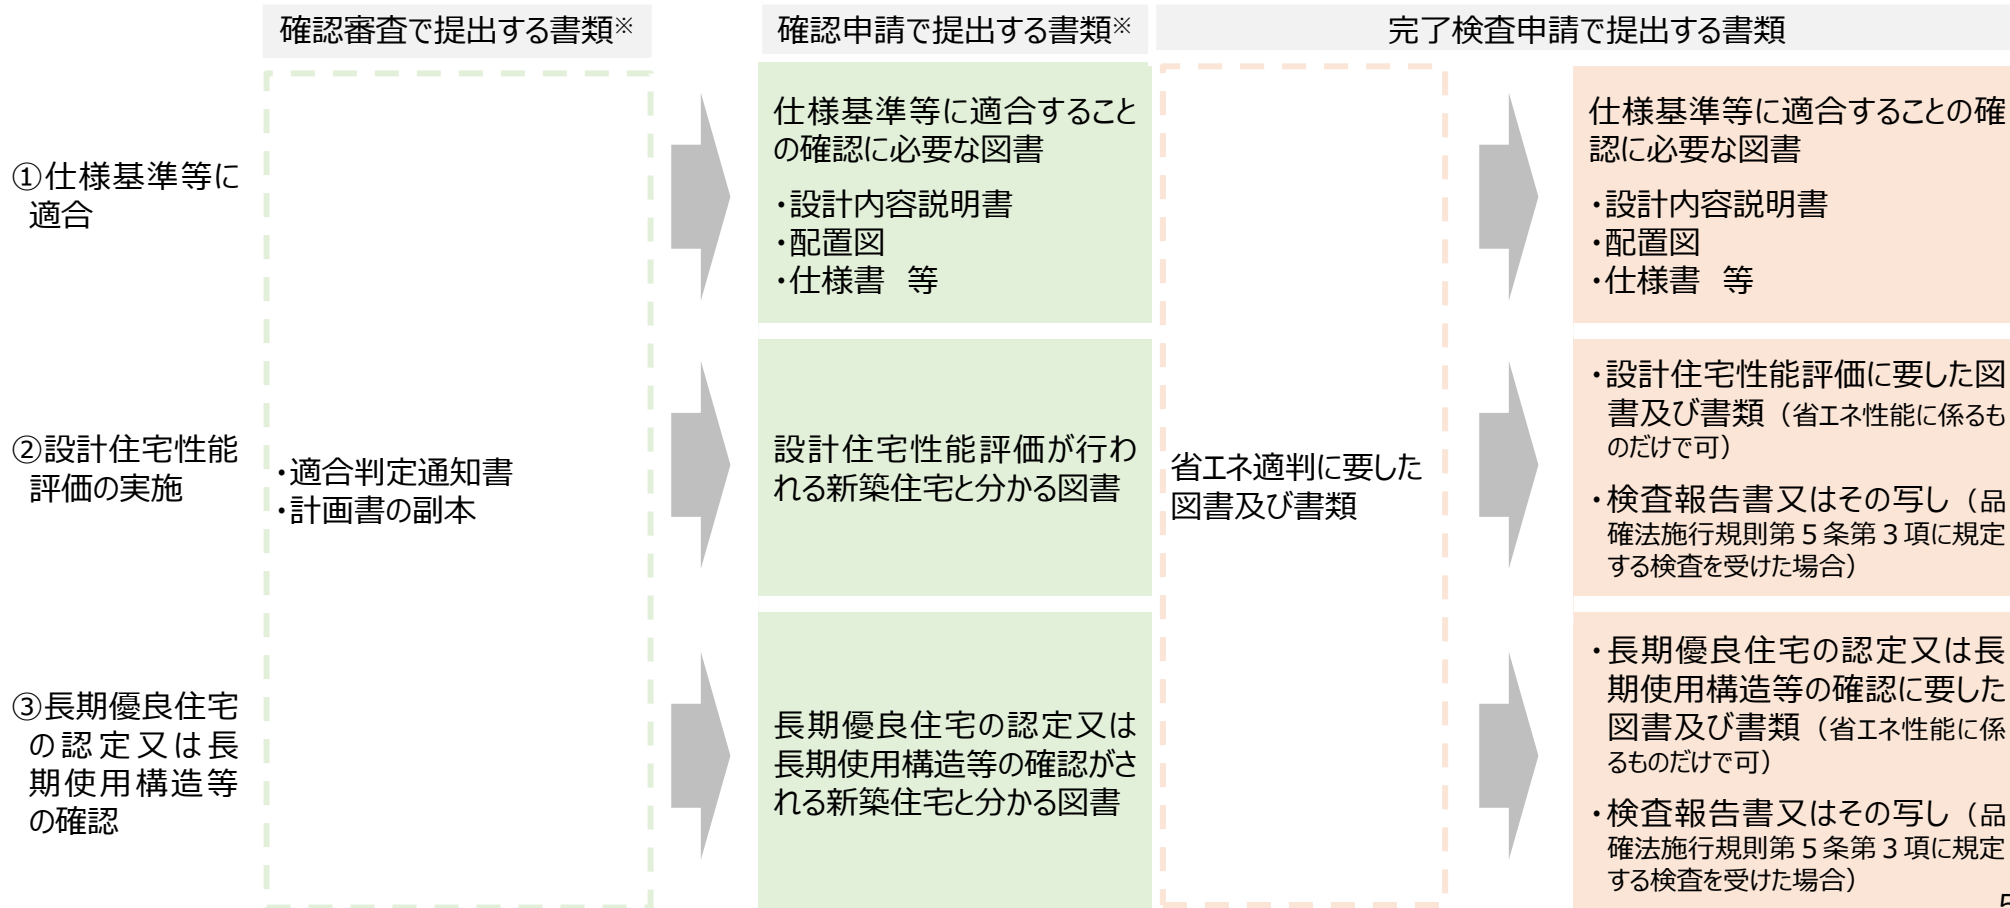 確認審査で提出する書類※
確認申請で提出する書類※
完了検査申請で提出する書類
①仕様基準等に
適合
仕様基準等に適合すること
の確認に必要な図書
・設計内容説明書
・配置図
・仕様書 等
仕様基準等に適合することの確
認に必要な図書
・設計内容説明書
・配置図
・仕様書 等
②設計住宅性能
評価の実施
・適合判定通知書
・計画書の副本
設計住宅性能評価が行わ
れる新築住宅と分かる図書
省エネ適判に要した
図書及び書類
・設計住宅性能評価に要した図
書及び書類（省エネ性能に係るも
のだけで可）
・検査報告書又はその写し（品
確法施行規則第５条第３項に規定
する検査を受けた場合）
③長期優良住宅
の認定又は長
期使用構造等
の確認
長期優良住宅の認定又は
長期使用構造等の確認がさ
れる新築住宅と分かる図書
・長期優良住宅の認定又は長
期使用構造等の確認に要した
図書及び書類（省エネ性能に係
るものだけで可）
・検査報告書又はその写し（品
確法施行規則第５条第３項に規定
する検査を受けた場合）